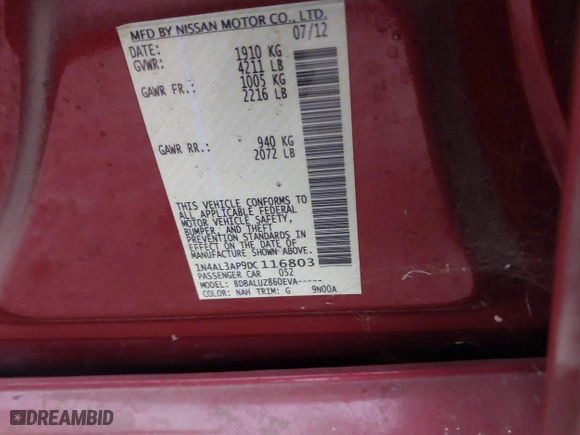 MFD BY NISSAN MOTOR CO., LTD.
DATE: 07/12
GVWR: 1910 KG
4211 LB
GAWR FR.: 1005 KG
2216 LB
GAWR RR.: 940 KG
2072 LB
THIS VEHICLE CONFORMS TO
ALL APPLICABLE FEDERAL
MOTOR VEHICLE SAFETY,
BUMPER, AND THEFT
PREVENTION STANDARDS
IN EFFECT ON THE DATE OF
MANUFACTURE SHOWN ABOVE.
1N4AL3AP9DC116803
PASSENGER CAR 052
MODEL: BDBALUZ860EVA-----
COLOR: NAH TRIM: G 9N00A
DREAMBID